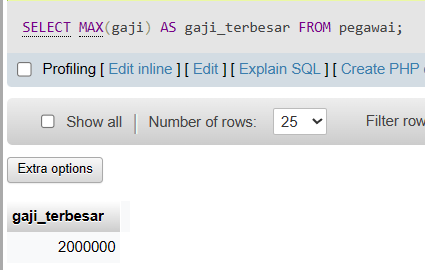 SELECT MAX(gaji) AS gaji_terbesar FROM pegawai;
Profiling [ Edit inline ] [ Edit ] [ Explain SQL ] [ Create PHP
Show all Number of rows: 25 Filter row
Extra options
gaji_terbesar
2000000